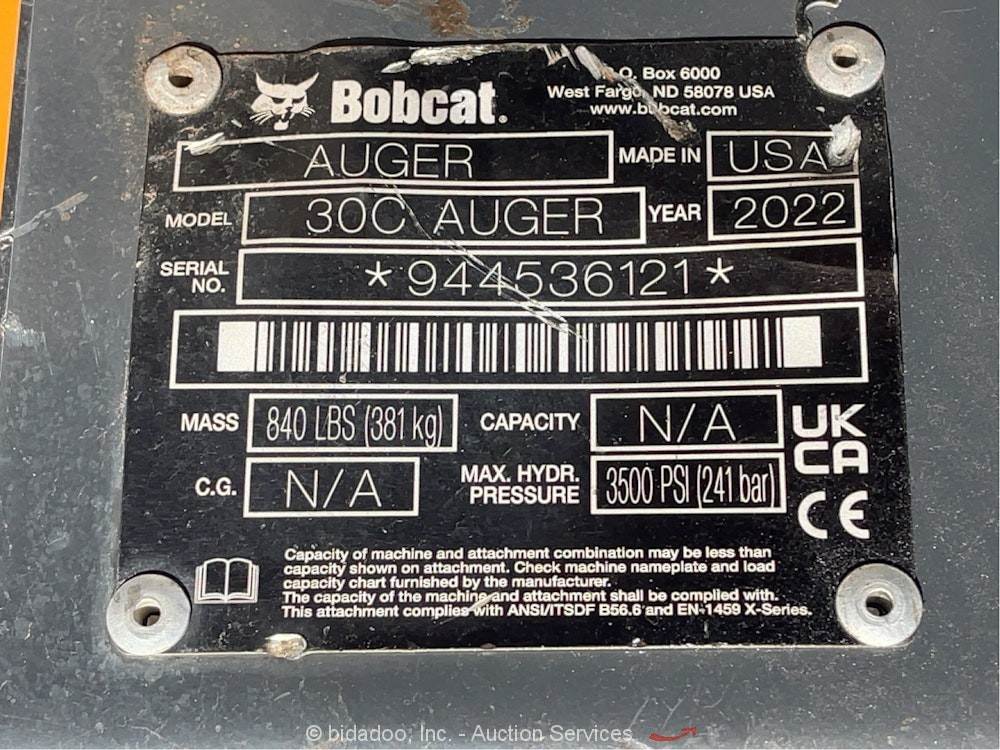 Bobcat.
P.O. Box 6000
West Fargo, ND 58078 USA
www.bobcat.com
AUGER MADE IN USA
MODEL 30C AUGER YEAR 2022
SERIAL NO. *944536121*
MASS 840 LBS (381 kg) CAPACITY N/A
UK CA
C.G. N/A MAX. HYDR. PRESSURE 3500 PSI (241 bar)
CE
Capacity of machine and attachment combination may be less than
capacity shown on attachment. Check machine nameplate and load
capacity chart furnished by the manufacturer.
The capacity of the machine and attachment shall be complied with.
This attachment complies with ANSI/ITSDF B56.6 and EN-1459 X-Series.
© bidadoo, Inc. - Auction Services